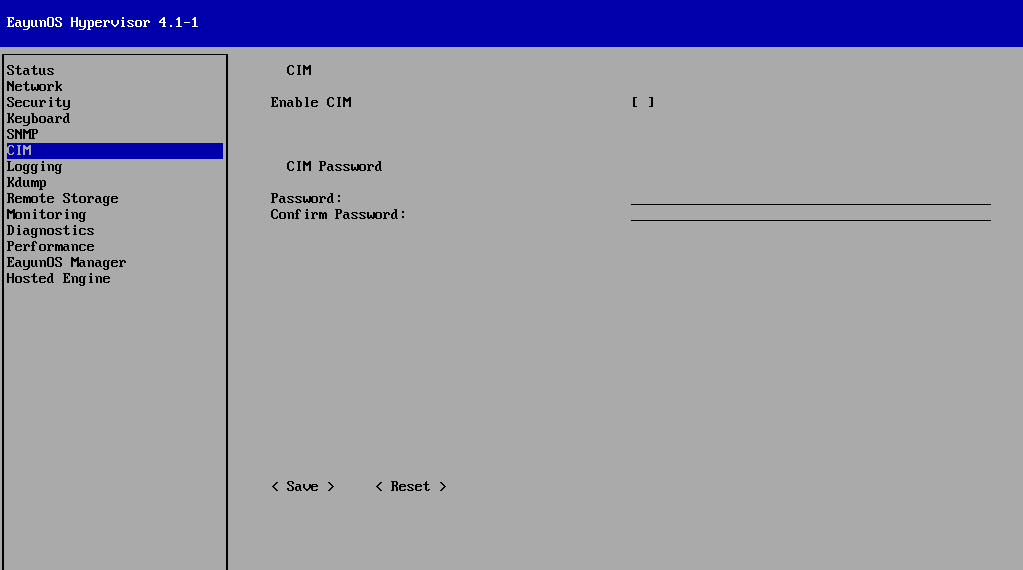 EayunOS Hypervisor 4.1-1
Status
Network
Security
Keyboard
SNMP
CIM
Logging
Kdump
Remote Storage
Monitoring
Diagnostics
Performance
EayunOS Manager
Hosted Engine
CIM
Enable CIM [ ]
CIM Password
Password:
Confirm Password:
< Save > < Reset >